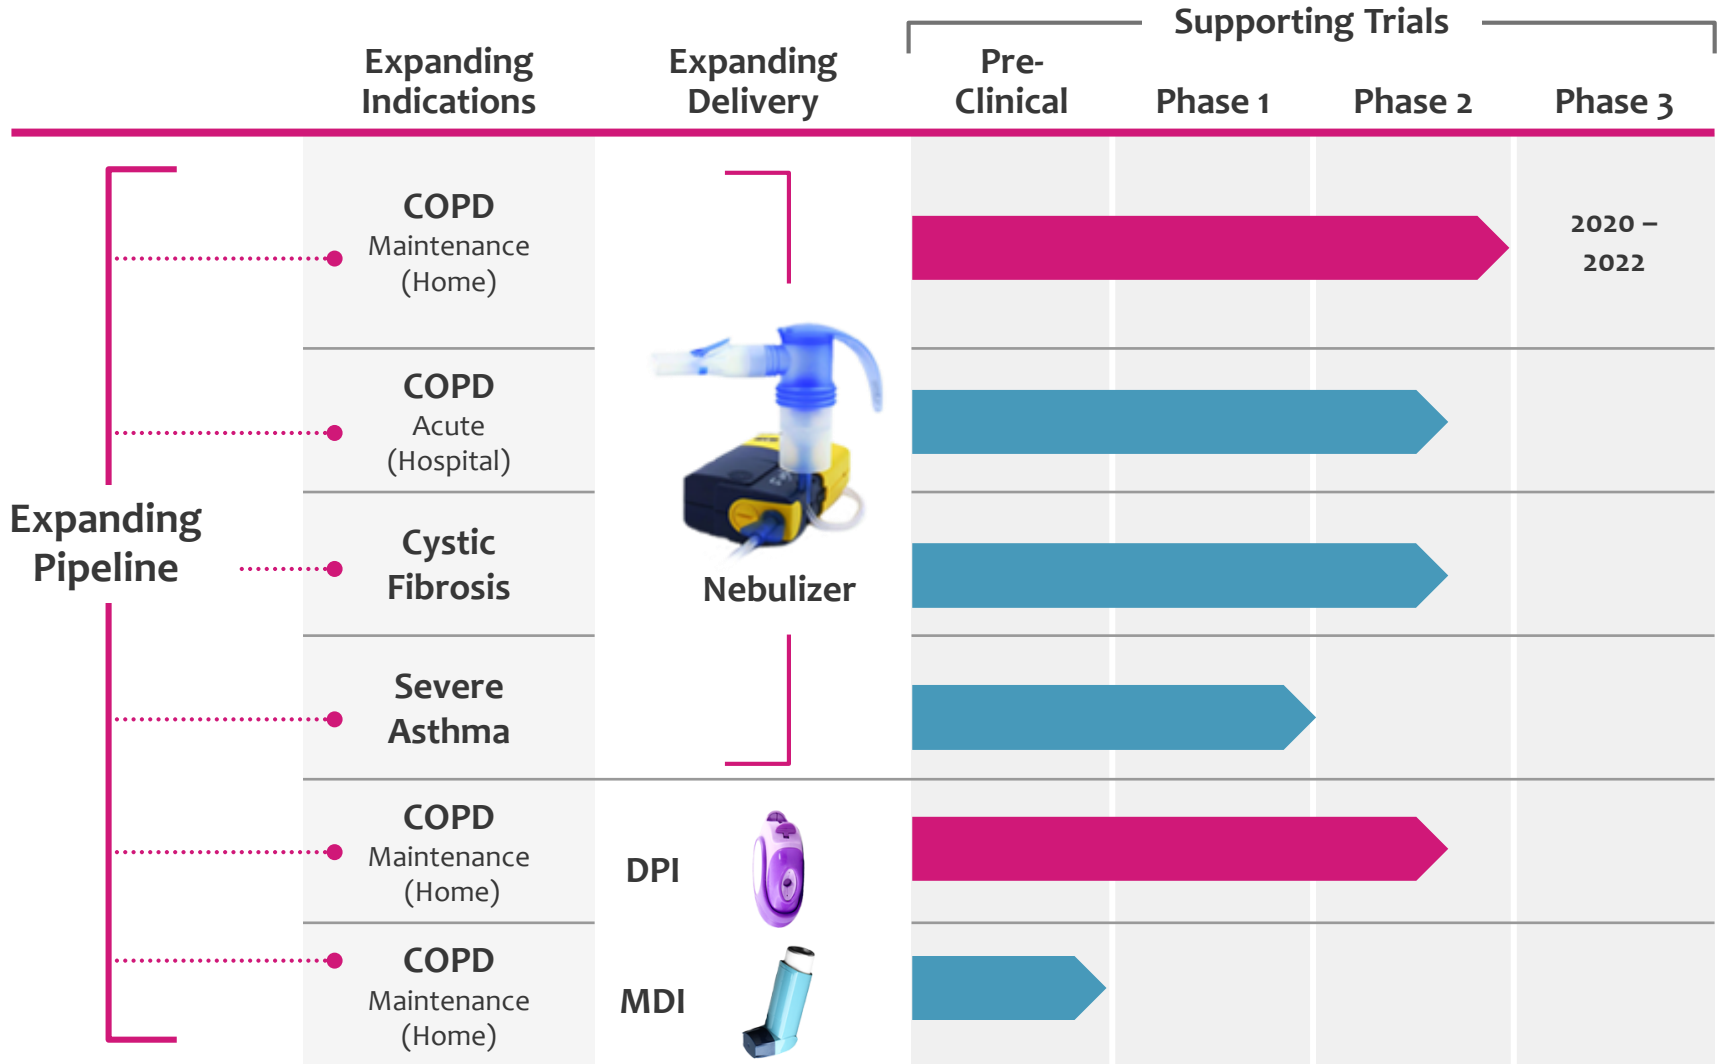 Supporting Trials
Expanding
Indications
Expanding
Delivery
Pre-
Clinical
Phase 1
Phase 2
Phase 3
Expanding
Pipeline
COPD
Maintenance
(Home)
2020 –
2022
COPD
Acute
(Hospital)
Cystic
Fibrosis
Nebulizer
Severe
Asthma
COPD
Maintenance
(Home)
DPI
COPD
Maintenance
(Home)
MDI